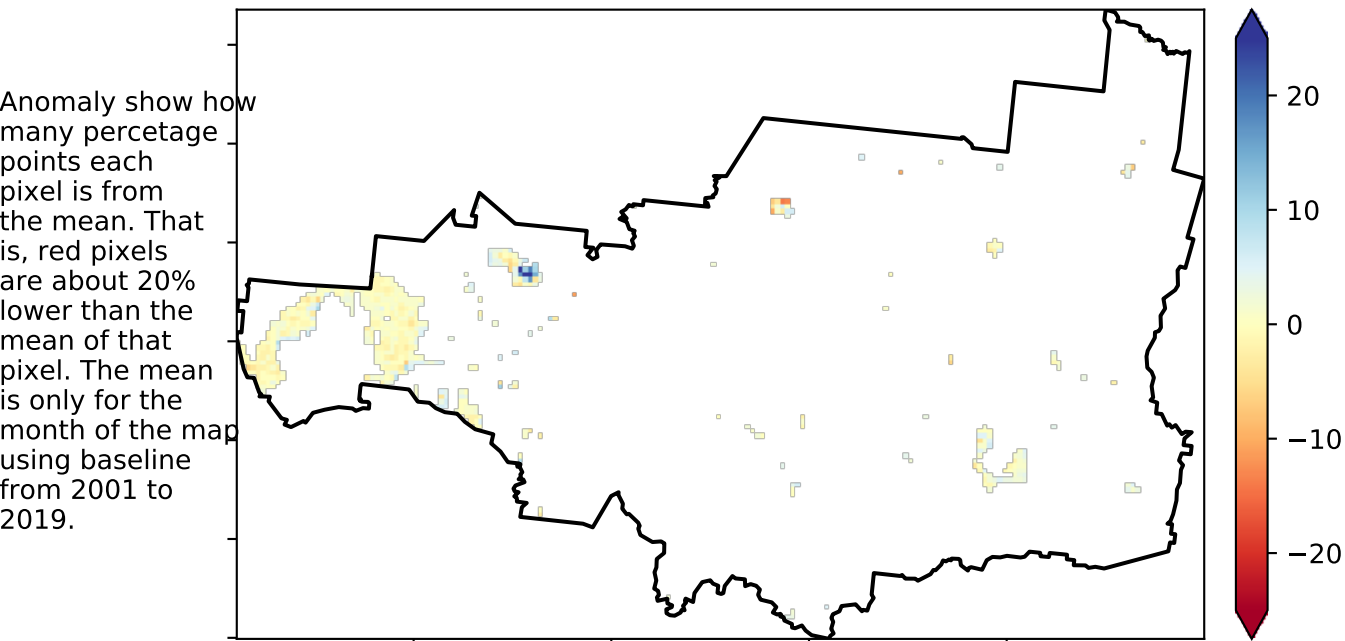 Anomaly show how
many percetage
points each
pixel is from
the mean. That
is, red pixels
are about 20%
lower than the
mean of that
pixel. The mean
is only for the
month of the map
using baseline
from 2001 to
2019.
20
10
0
−10
−20